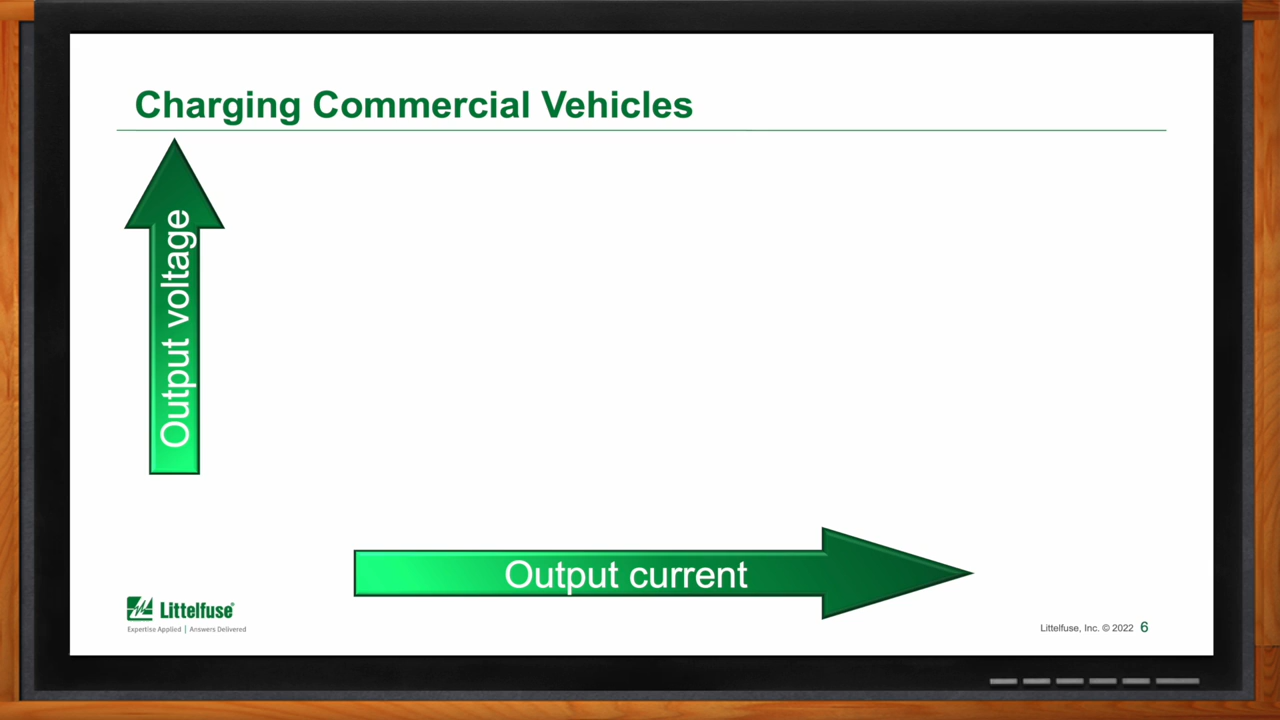 Charging Commercial Vehicles
Output voltage
Output current
Littelfuse®
Expertise Applied | Answers Delivered
Littelfuse, Inc. © 2022 6